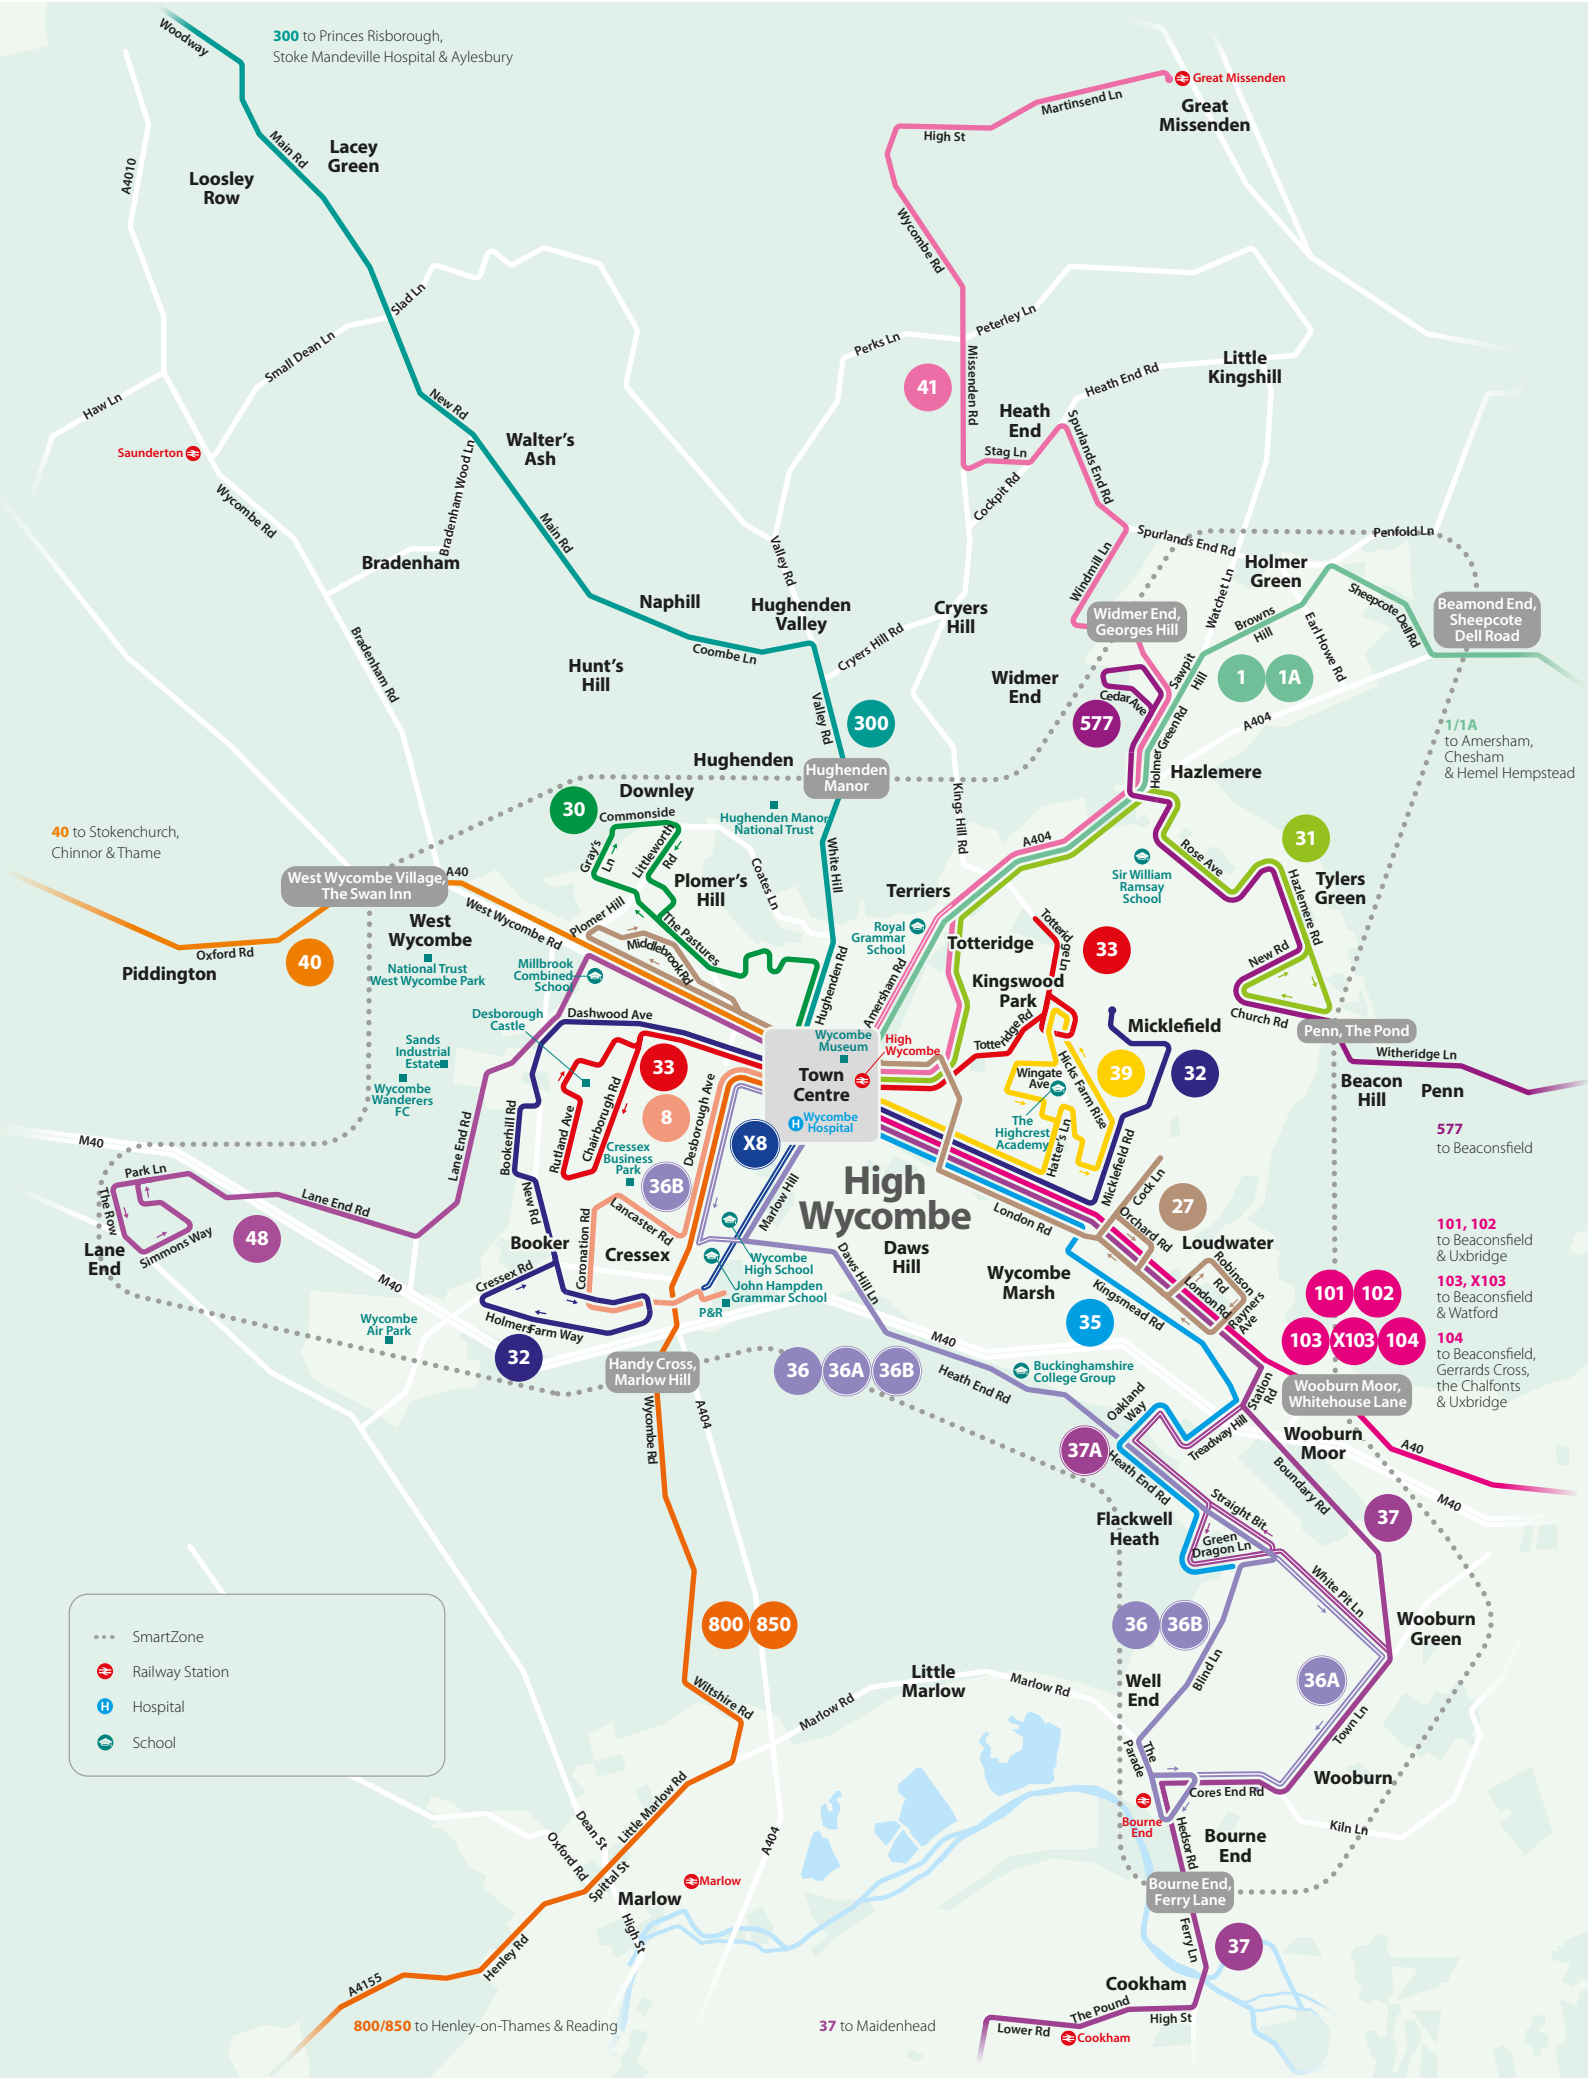 Woodway
300 to Princes Risborough,
Stoke Mandeville Hospital & Aylesbury
Great Missenden
Great
Missenden
Martinsend Ln
High St
Main Rd
Lacey
Green
Loosley
Row
A4010
Wycombe Rd
Slad Ln
Small Dean Ln
Peterley Ln
Perks Ln
Missenden Rd
41
Little
Kingshill
Heath End Rd
Heath
End
Haw Ln
New Rd
Saunterton
Walter's
Ash
Stag Ln
Spurlands End Rd
Cockpit Rd
Wycombe Rd
Bradenham Wood Ln
Main Rd
Bradenham
Valley Rd
Windmill Ln
Spurlands End Rd
Penfold Ln
Holmer
Green
Watchet Ln
Sheepcote Dell Rd
Beamond End,
Sheepcote
Dell Road
Naphill
Hughenden
Valley
Cryers
Hill
Widmer End,
Georges Hill
Browns
Hill
Earl Howe Rd
Coombe Ln
Cryers Hill Rd
Bradenham Rd
Hunt's
Hill
Widmer
End
Cedar Ave
Sawpit
Hill
1
1A
A404
Valley Rd
300
577
Holmer Green Rd
1/1A
to Amersham,
Chesham
& Hemel Hempstead
Hughenden
Hughenden
Manor
Hazlemere
Downley
30
Commonside
Hughenden Manor
National Trust
Kings Hill Rd
40 to Stokenchurch,
Chinnor & Thame
Gray's
Ln
Littleworth
Rd
White Hill
A404
31
Rose Ave
Sir William
Ramsay
School
Coates Ln
Plomer's
Hill
Terriers
Hazlemere Rd
Tylers
Green
West Wycombe Village,
The Swan Inn
A40
West Wycombe Rd
Plomer Hill
The Pastures
Royal
Grammar
School
West
Wycombe
Middlebrook Rd
Totteridge
Totteridge Ln
33
New Rd
Oxford Rd
40
Piddington
National Trust
West Wycombe Park
Millbrook
Combined
School
Hughenden Rd
Amersham Rd
Kingswood
Park
Church Rd
Penn, The Pond
Desborough
Castle
Dashwood Ave
Totteridge Rd
Micklefield
Sands
Industrial
Estate
Wycombe
Museum
High
Wycombe
Witheridge Ln
33
Town
Centre
Wingate
Ave
Hicks Farm Rise
39
32
Beacon
Hill
Penn
Wycombe
Wanderers
FC
Desborough Ave
8
Wycombe
Hospital
The
Highcrest
Academy
Bookerhill Rd
Rutland Ave
Chairborough Rd
X8
Hatter's Ln
Micklefield Rd
577
to Beaconsfield
M40
Cressex
Business
Park
Park Ln
Lane End Rd
36B
Marlow Hill
High
Wycombe
Cock Ln
27
The Row
Lane End Rd
New Rd
Lancaster Rd
London Rd
Orchard Rd
101, 102
to Beaconsfield
& Uxbridge
48
Simmons Way
Lane
End
Booker
Coronation Rd
Cressex
Wycombe
High School
Daws
Hill
Daws Hill Ln
Loudwater
Robinson
Rd
M40
Cressex Rd
John Hampden
Grammar School
Wycombe
Marsh
Kingsmead Rd
London Rd
Rayners
Ave
101
102
103, X103
to Beaconsfield
& Watford
Wycombe
Air Park
Holmers Farm Way
P&R
35
103
X103
104
104
to Beaconsfield,
Gerrards Cross,
the Chalfonts
& Uxbridge
32
Handy Cross,
Marlow Hill
36
36A
36B
M40
Heath End Rd
Buckinghamshire
College Group
Station
Rd
Wooburn Moor,
Whitehouse Lane
Wycombe Rd
A404
Oakland
Way
Treadway Hill
Wooburn
Moor
A40
37A
Heath End Rd
Boundary Rd
M40
Straight Bit
Flackwell
Heath
Green
Dragon Ln
37
White Pit Ln
SmartZone
Railway Station
Hospital
School
800
850
36
36B
Wooburn
Green
Blind Ln
36A
Wiltshire Rd
Little
Marlow
Marlow Rd
Marlow Rd
Well
End
Town Ln
The
Parade
Wooburn
Cores End Rd
Little Marlow Rd
Dean St
Oxford Rd
A404
Bourne
End
Hedsor Rd
Bourne
End
Kiln Ln
Spittal St
Marlow
Marlow
Bourne End,
Ferry Lane
High St
Henley Rd
Ferry Ln
37
A4155
Cookham
The Pound
High St
800/850 to Henley-on-Thames & Reading
37 to Maidenhead
Lower Rd
Cookham